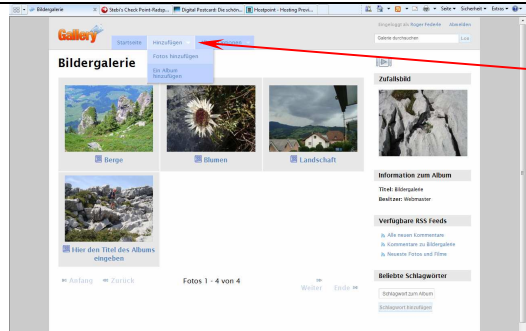 Bildergalerie
Stebi's Check Point-Radsp...
Digital Postcard: Die schön...
Hostpoint - Hosting Provi...
Seite
Sicherheit
Extras
Gallery
Eingeloggt als Roger Federle
Abmelden
Galerie durchsuchen
Los
Startseite
Hinzufügen
Fotos hinzufügen
Ein Album
hinzufügen
Bildergalerie
Berge
Blumen
Landschaft
Hier den Titel des Albums
eingeben
Anfang
Zurück
Fotos 1 - 4 von 4
Weiter
Ende
Zufallsbild
Information zum Album
Titel: Bildergalerie
Besitzer: Webmaster
Verfügbare RSS Feeds
Alle neuen Kommentare
Kommentare zu Bildergalerie
Neueste Fotos und Filme
Beliebte Schlagwörter
Schlagwort zum Album
Schlagwort hinzufügen